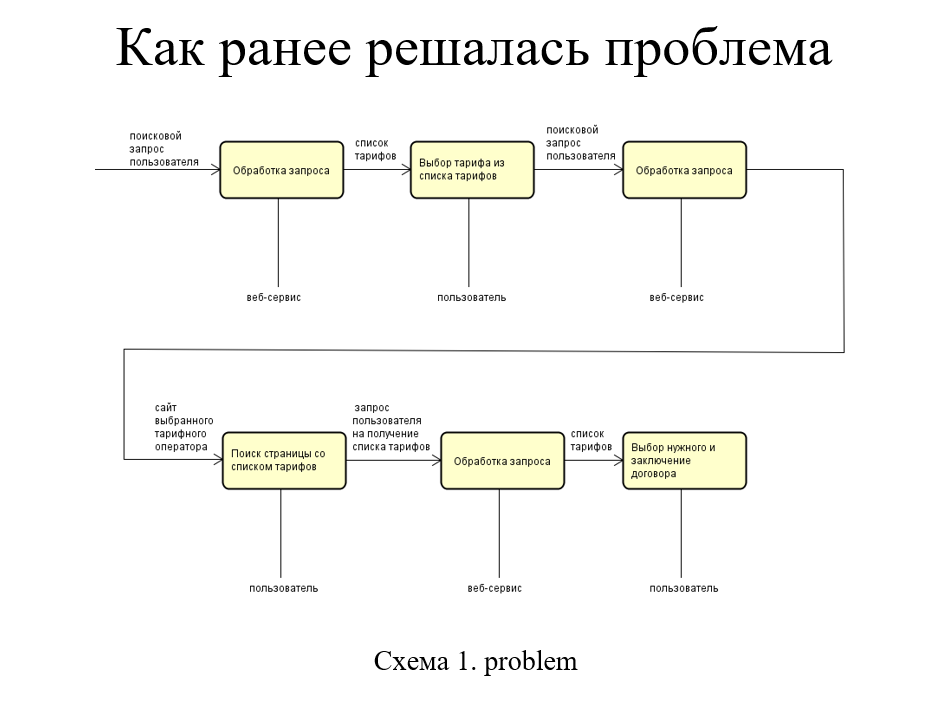 Как ранее решалась проблема
поисковой
запрос
пользователя
Обработка запроса
список
тарифов
Выбор тарифа из
списка тарифов
поисковой
запрос
пользователя
Обработка запроса
веб-сервис
пользователь
веб-сервис
сайт
выбранного
тарифного
оператора
Поиск страницы со
списком тарифов
запрос
пользователя
на получение
списка тарифов
Обработка запроса
список
тарифов
Выбор нужного и
заключение
договора
пользователь
веб-сервис
пользователь
Схема 1. problem